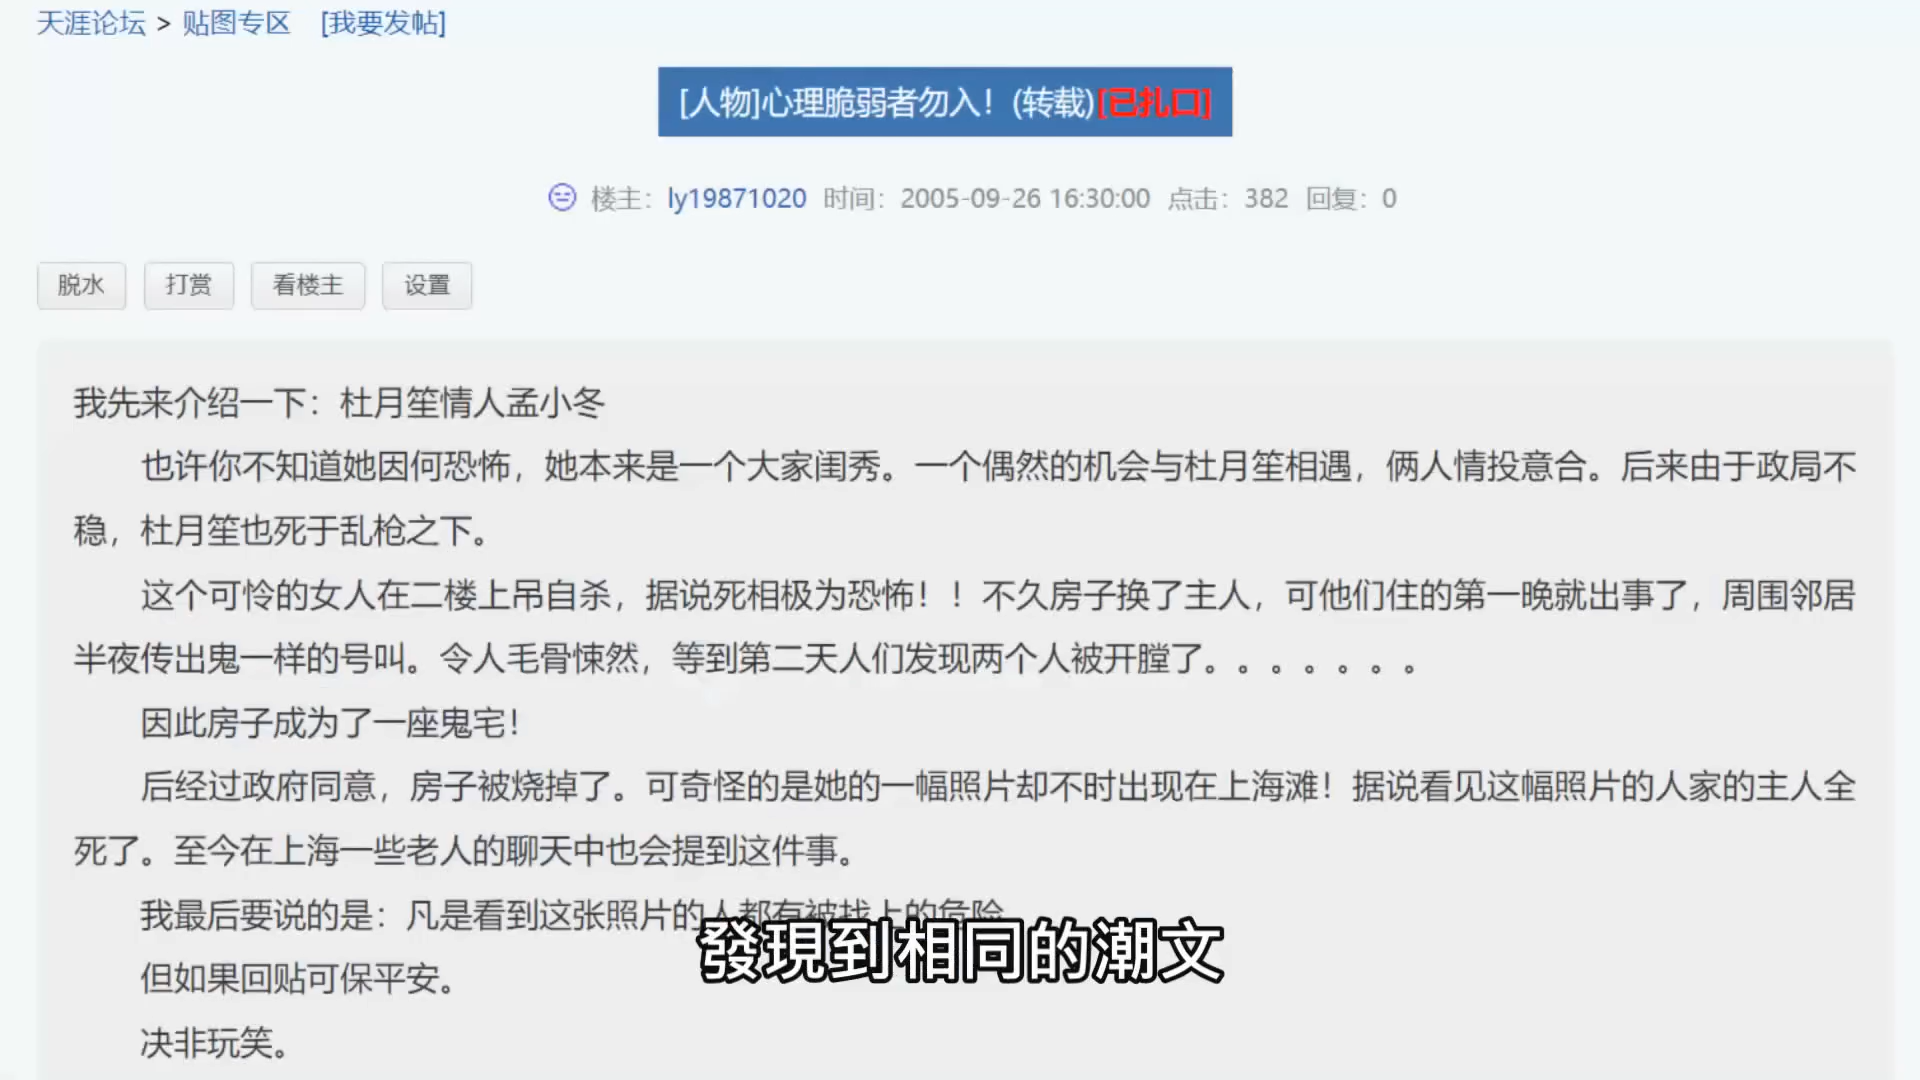 天涯论坛 > 贴图专区 [我要发帖]
[人物]心理脆弱者勿入！(转载)[已扎口]
楼主：ly19871020 时间：2005-09-26 16:30:00 点击：382 回复：0
脱水 打赏 看楼主 设置
我先来介绍一下：杜月笙情人孟小冬
也许你不知道她因何恐怖，她本来是一个大家闺秀。一个偶然的机会与杜月笙相遇，俩人情投意合。后来由于政局不
稳，杜月笙也死于乱枪之下。
这个可怜的女人在二楼上吊自杀，据说死相极为恐怖！！不久房子换了主人，可他们住的第一晚就出事了，周围邻居
半夜传出鬼一样的号叫。令人毛骨悚然，等到第二天人们发现两个人被开膛了。。。。。。。
因此房子成为了一座鬼宅！
后经过政府同意，房子被烧掉了。可奇怪的是她的一幅照片却不时出现在上海滩！据说看见这幅照片的人家的主人全
死了。至今在上海一些老人的聊天中也会提到这件事。
我最后要说的是：凡是看到这张照片的人都有被找上的危险
發現到相同的潮文
但如果回贴可保平安。
决非玩笑。